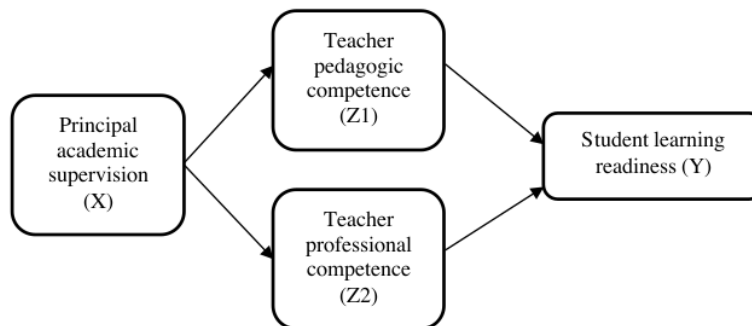 Teacher
pedagogic
competence
(Z1)
Principal
academic
supervision
(X)
Student learning
readiness (Y)
Teacher
professional
competence
(Z2)